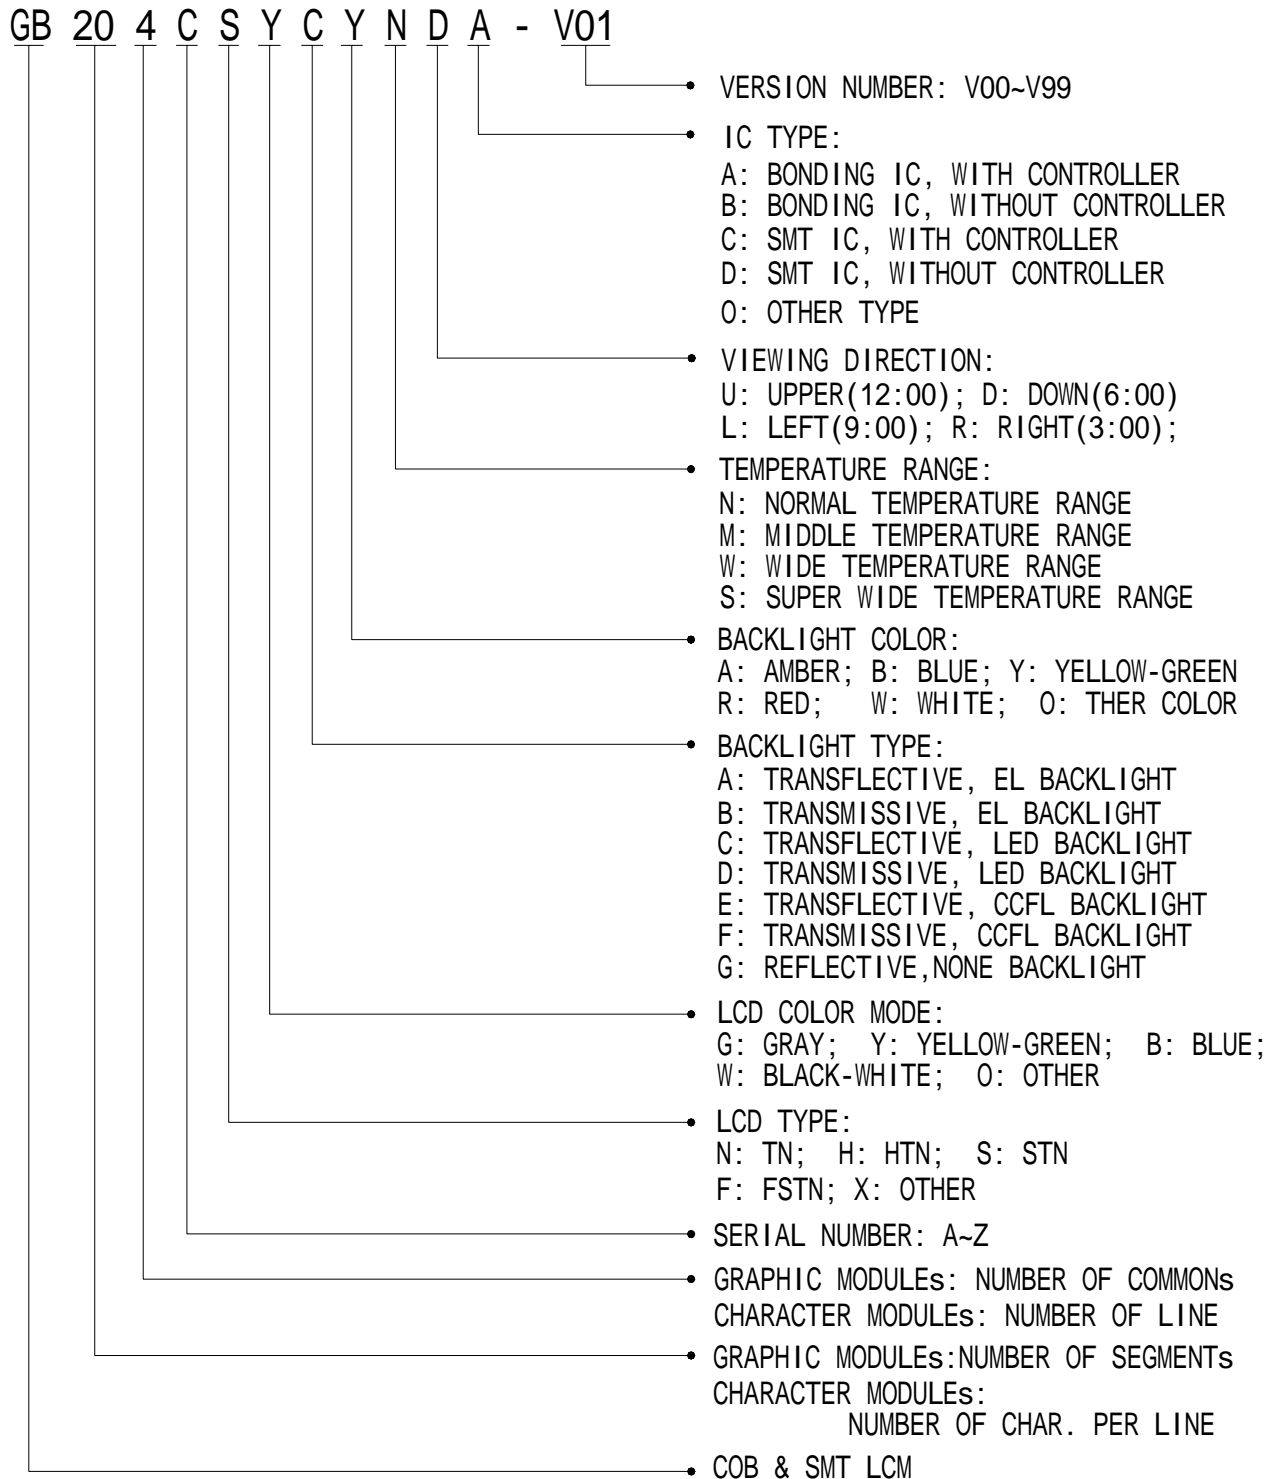 GB 20 4 C S Y C Y N D A - V01
VERSION NUMBER: V00~V99
IC TYPE:
A: BONDING IC, WITH CONTROLLER
B: BONDING IC, WITHOUT CONTROLLER
C: SMT IC, WITH CONTROLLER
D: SMT IC, WITHOUT CONTROLLER
O: OTHER TYPE
VIEWING DIRECTION:
U: UPPER(12:00); D: DOWN(6:00)
L: LEFT(9:00); R: RIGHT(3:00);
TEMPERATURE RANGE:
N: NORMAL TEMPERATURE RANGE
M: MIDDLE TEMPERATURE RANGE
W: WIDE TEMPERATURE RANGE
S: SUPER WIDE TEMPERATURE RANGE
BACKLIGHT COLOR:
A: AMBER; B: BLUE; Y: YELLOW-GREEN
R: RED; W: WHITE; O: THER COLOR
BACKLIGHT TYPE:
A: TRANSFLECTIVE, EL BACKLIGHT
B: TRANSMISSIVE, EL BACKLIGHT
C: TRANSFLECTIVE, LED BACKLIGHT
D: TRANSMISSIVE, LED BACKLIGHT
E: TRANSFLECTIVE, CCFL BACKLIGHT
F: TRANSMISSIVE, CCFL BACKLIGHT
G: REFLECTIVE,NONE BACKLIGHT
LCD COLOR MODE:
G: GRAY; Y: YELLOW-GREEN; B: BLUE;
W: BLACK-WHITE; O: OTHER
LCD TYPE:
N: TN; H: HTN; S: STN
F: FSTN; X: OTHER
SERIAL NUMBER: A~Z
GRAPHIC MODULEs: NUMBER OF COMMONs
CHARACTER MODULEs: NUMBER OF LINE
GRAPHIC MODULEs:NUMBER OF SEGMENTs
CHARACTER MODULEs:
NUMBER OF CHAR. PER LINE
COB & SMT LCM